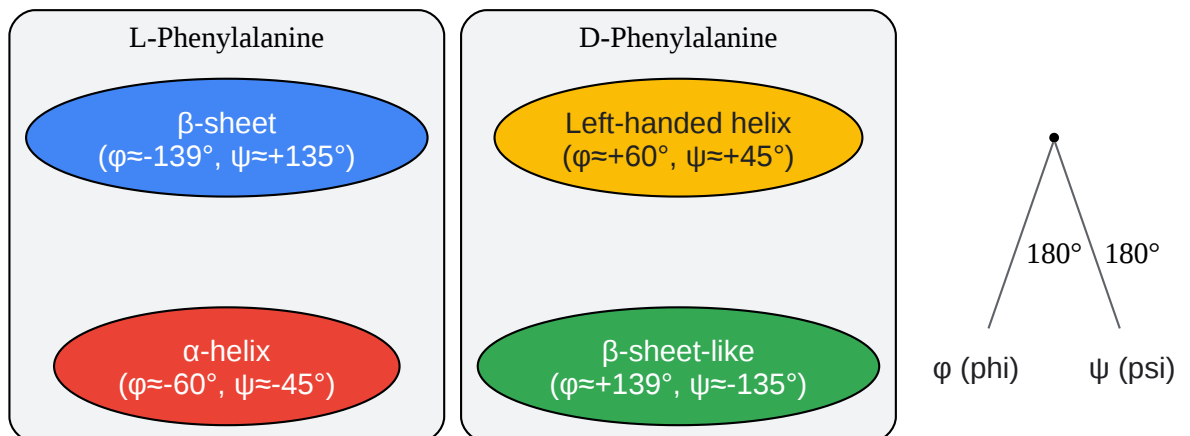 L-Phenylalanine
β-sheet
(φ≈-139°, ψ≈+135°)
α-helix
(φ≈-60°, ψ≈-45°)
D-Phenylalanine
Left-handed helix
(φ≈+60°, ψ≈+45°)
β-sheet-like
(φ≈+139°, ψ≈-135°)
180° 180°
φ (phi) ψ (psi)